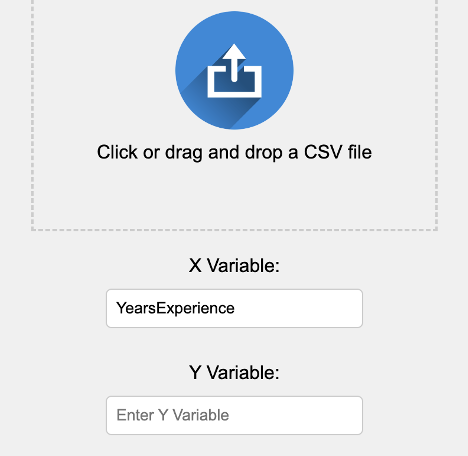 Click or drag and drop a CSV file
X Variable:
YearsExperience
Y Variable:
Enter Y Variable